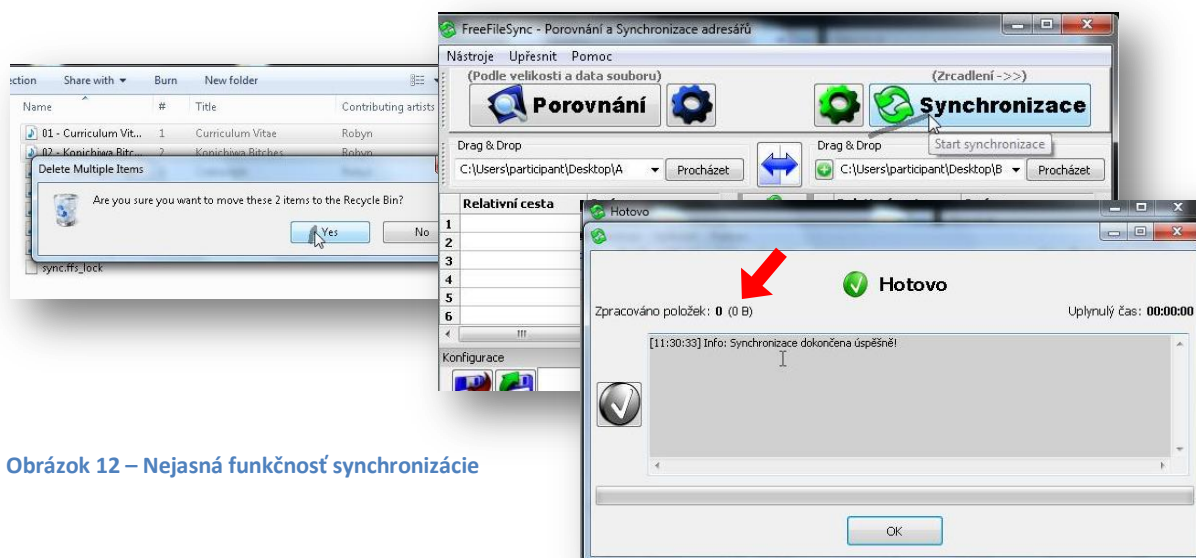 ection Share with Burn New folder
Name # Title Contributing artists
01 - Curriculum Vit... 1 Curriculum Vitae Robyn
02 - Konichiwa Bitc... 2 Konichiwa Bitches Robyn
Delete Multiple Items
Are you sure you want to move these 2 items to the Recycle Bin?
Yes No
sync.ffs_lock
FreeFileSync - Porovnání a Synchronizace adresářů
Nástroje Upřesnit Pomoc
(Podle velikosti a data souboru) (Zrcadlení ->>)
Porovnání Synchronizace
Start synchronizace
Drag & Drop Drag & Drop
C:\Users\participant\Desktop\A Procházet C:\Users\participant\Desktop\B Procházet
Relativní cesta
1
2
3
4
5
6
Konfigurace
Hotovo
Hotovo
Zpracováno položek: 0 (0 B) Uplynulý čas: 00:00:00
[11:30:33] Info: Synchronizace dokončena úspěšně!
OK
Obrázok 12 – Nejasná funkčnosť synchronizácie